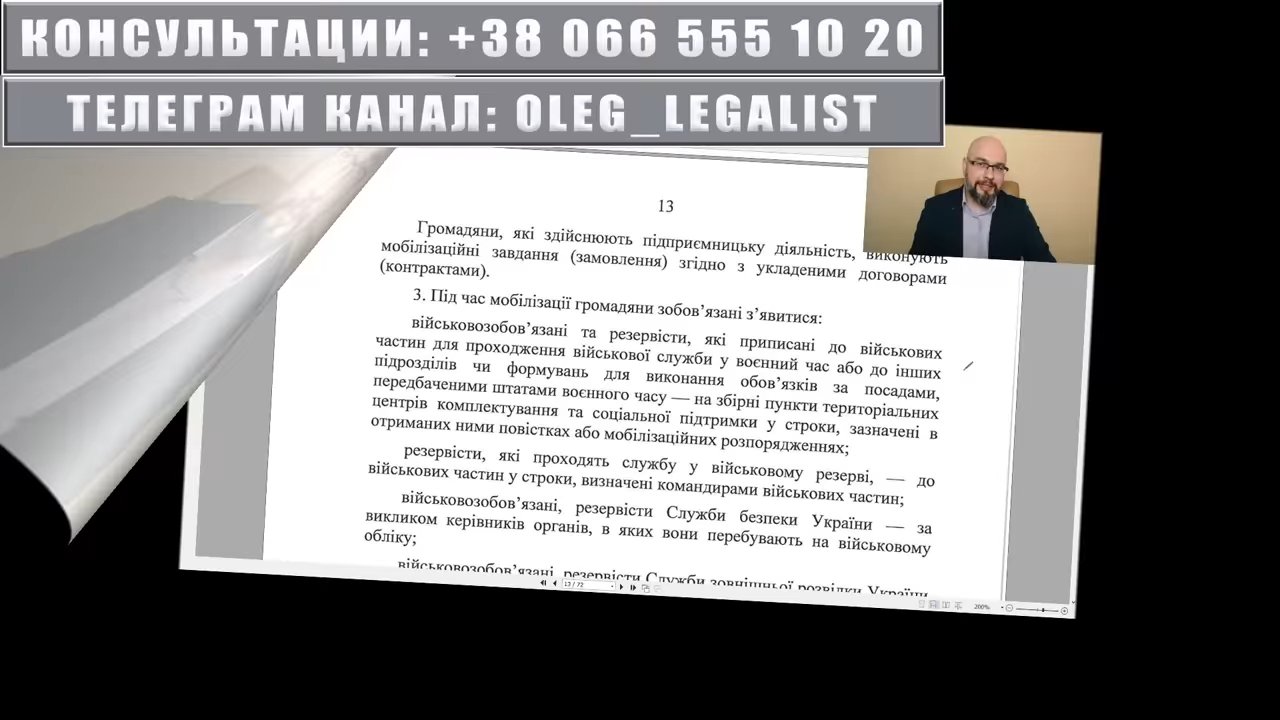 КОНСУЛЬТАЦИИ: +38 066 555 10 20
ТЕЛЕГРАМ КАНАЛ: OLEG_LEGALIST
13
Громадяни, які здійснюють підприємницьку діяльність, виконують
мобілізаційні завдання (замовлення) згідно з укладеними договорами
(контрактами).
3. Під час мобілізації громадяни зобов’язані з’явитися:
військовозобов’язані та резервісти, які приписані до військових
частин для проходження військової служби у воєнний час або до інших
підрозділів чи формувань для виконання обов’язків за посадами,
передбаченими штатами воєнного часу — на збірні пункти територіальних
центрів комплектування та соціальної підтримки у строки, зазначені в
отриманих ними повістках або мобілізаційних розпорядженнях;
резервісти, які проходять службу у військовому резерві, — до
військових частин у строки, визначені командирами військових частин;
військовозобов’язані, резервісти Служби безпеки України — за
викликом керівників органів, в яких вони перебувають на військовому
обліку;
військовозобов’язані, резервісти Служби зовнішньої розвідки України
13 / 72
200%